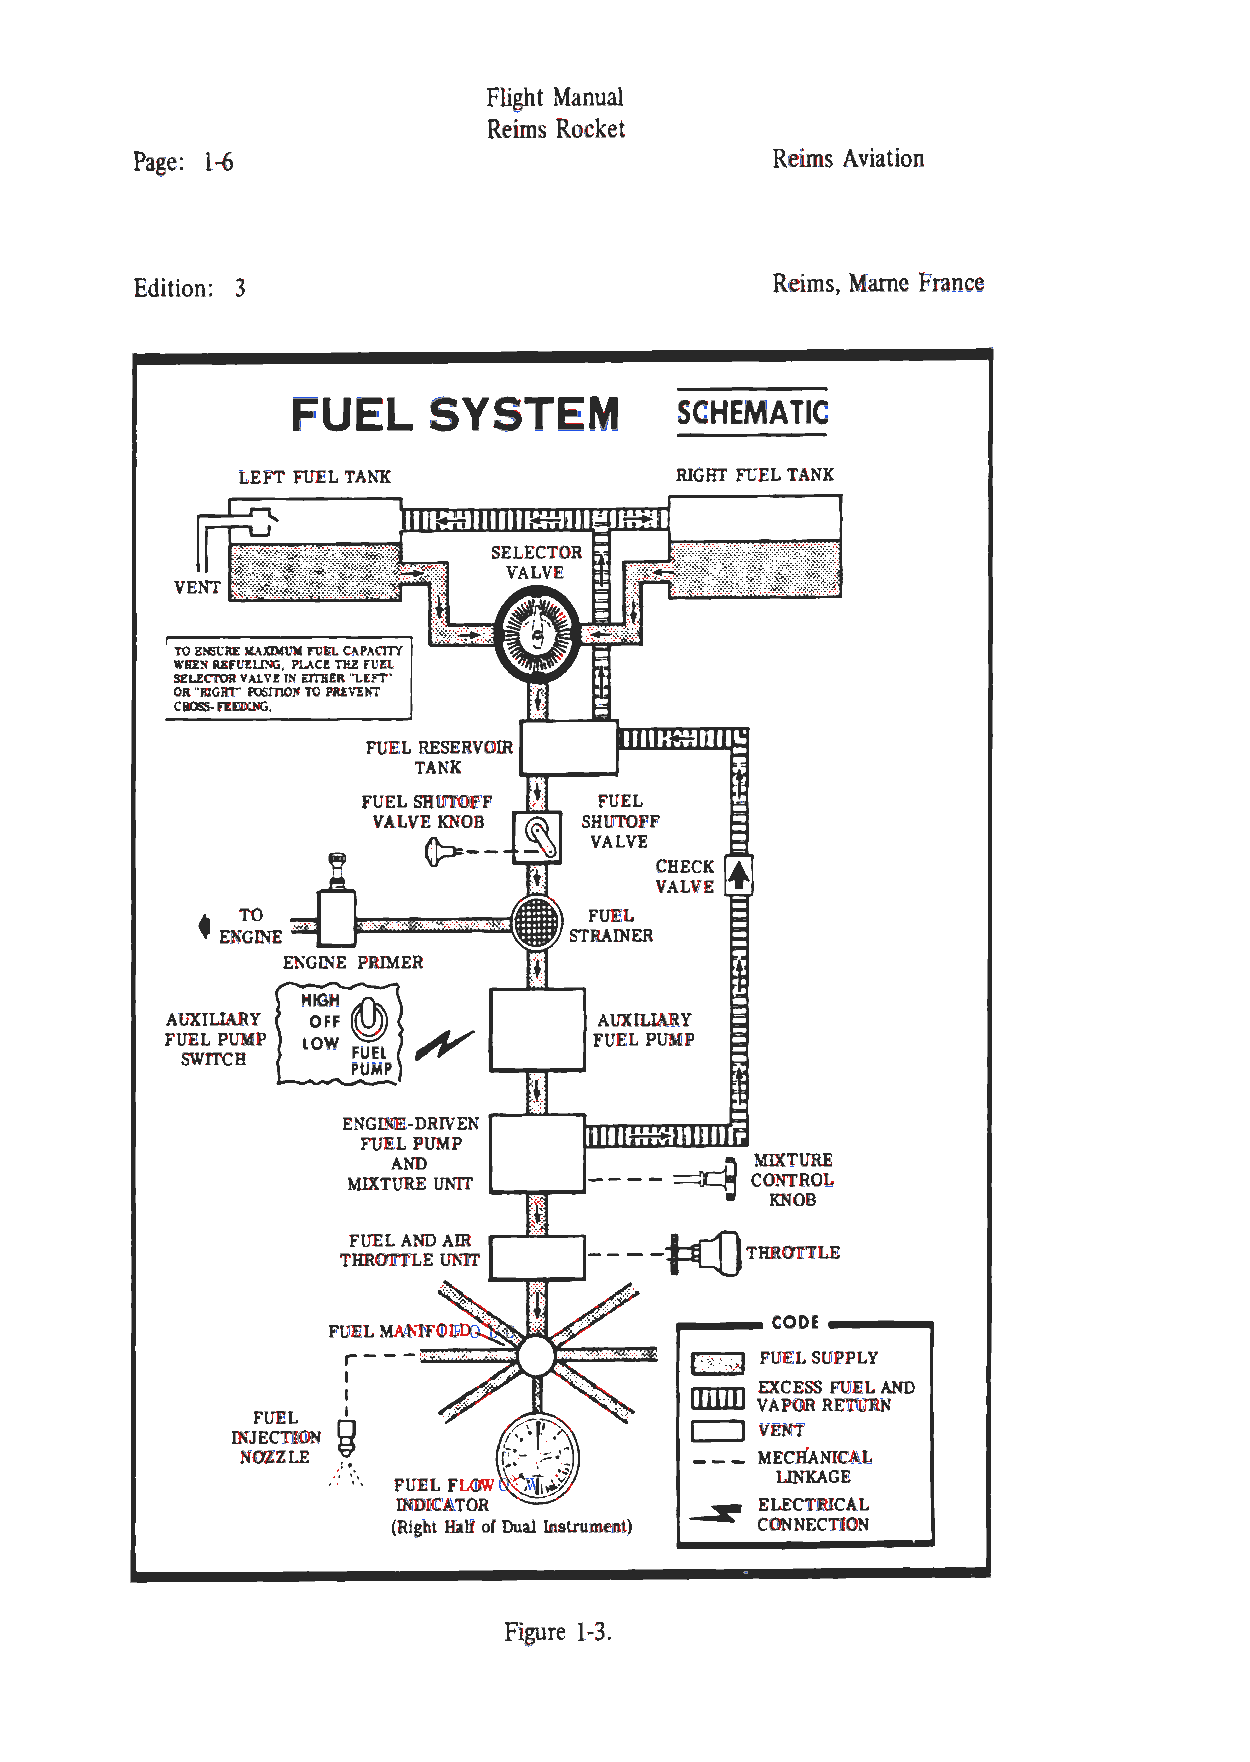 Flight Manual
Reims Rocket
Page: 1-6
Reims Aviation
Edition: 3
Reims, Marne France
FUEL SYSTEM
SCHEMATIC
LEFT FUEL TANK
RIGHT FUEL TANK
SELECTOR
VALVE
VENT
TO ENSURE MAXIMUM FUEL CAPACITY
WHEN REFUELING, PLACE THE FUEL
SELECTOR VALVE IN EITHER "LEFT"
OR "RIGHT" POSITION TO PREVENT
CROSS-FEEDING.
FUEL RESERVOIR
TANK
FUEL SHUTOFF
VALVE KNOB
FUEL
SHUTOFF
VALVE
CHECK
VALVE
TO
ENGINE
FUEL
STRAINER
ENGINE PRIMER
AUXILIARY
FUEL PUMP
SWITCH
HIGH
OFF
LOW
FUEL
PUMP
AUXILIARY
FUEL PUMP
ENGINE-DRIVEN
FUEL PUMP
AND
MIXTURE UNIT
MIXTURE
CONTROL
KNOB
FUEL AND AIR
THROTTLE UNIT
THROTTLE
FUEL MANIFOLD
FUEL
INJECTION
NOZZLE
FUEL FLOW
INDICATOR
(Right Half of Dual Instrument)
CODE
FUEL SUPPLY
EXCESS FUEL AND
VAPOR RETURN
VENT
MECHANICAL
LINKAGE
ELECTRICAL
CONNECTION
Figure 1-3.